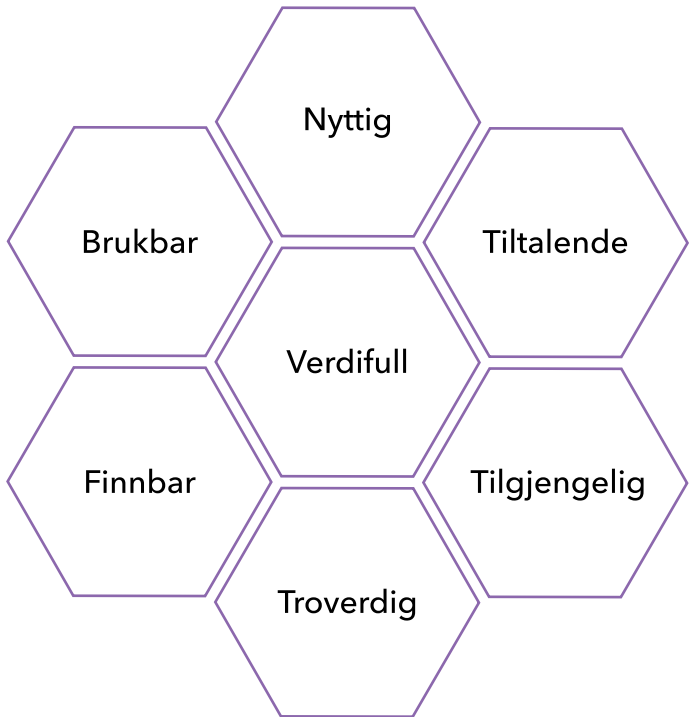 Nyttig
Brukbar
Tiltalende
Verdifull
Finnbar
Tilgjengelig
Troverdig